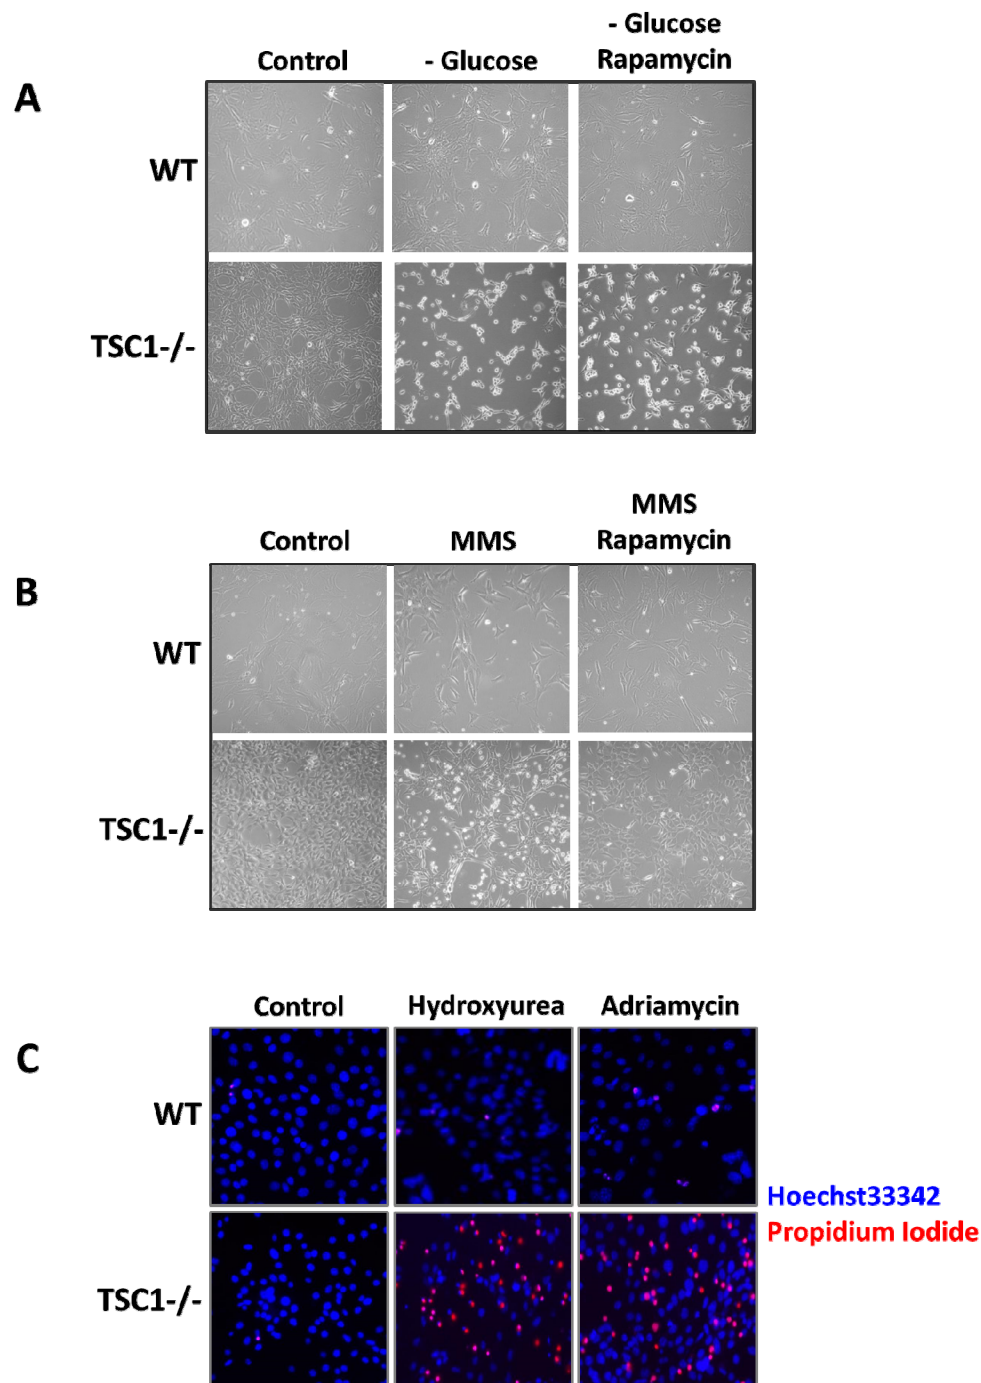 A
Control
- Glucose
- Glucose
Rapamycin
WT
TSC1-/-
B
Control
MMS
MMS
Rapamycin
WT
TSC1-/-
C
Control
Hydroxyurea
Adriamycin
WT
TSC1-/-
Hoechst33342
Propidium Iodide